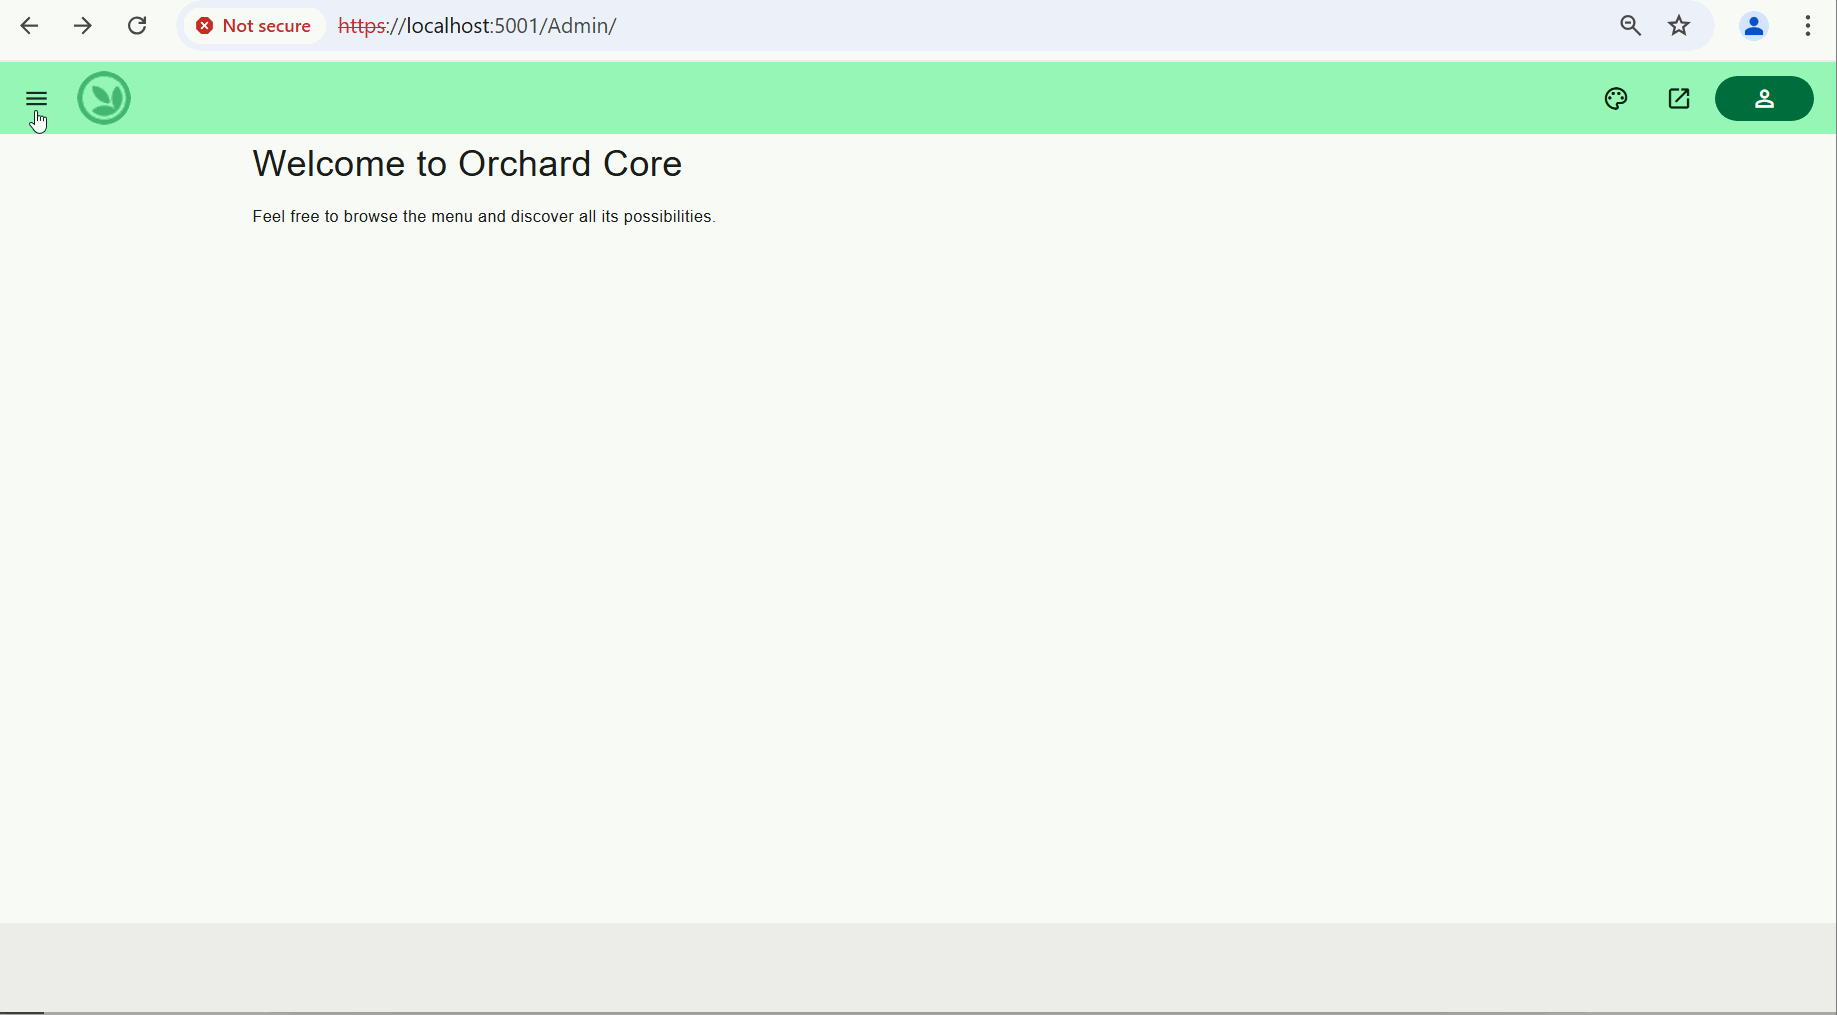 Not secure https://localhost:5001/Admin/
Welcome to Orchard Core
Feel free to browse the menu and discover all its possibilities.